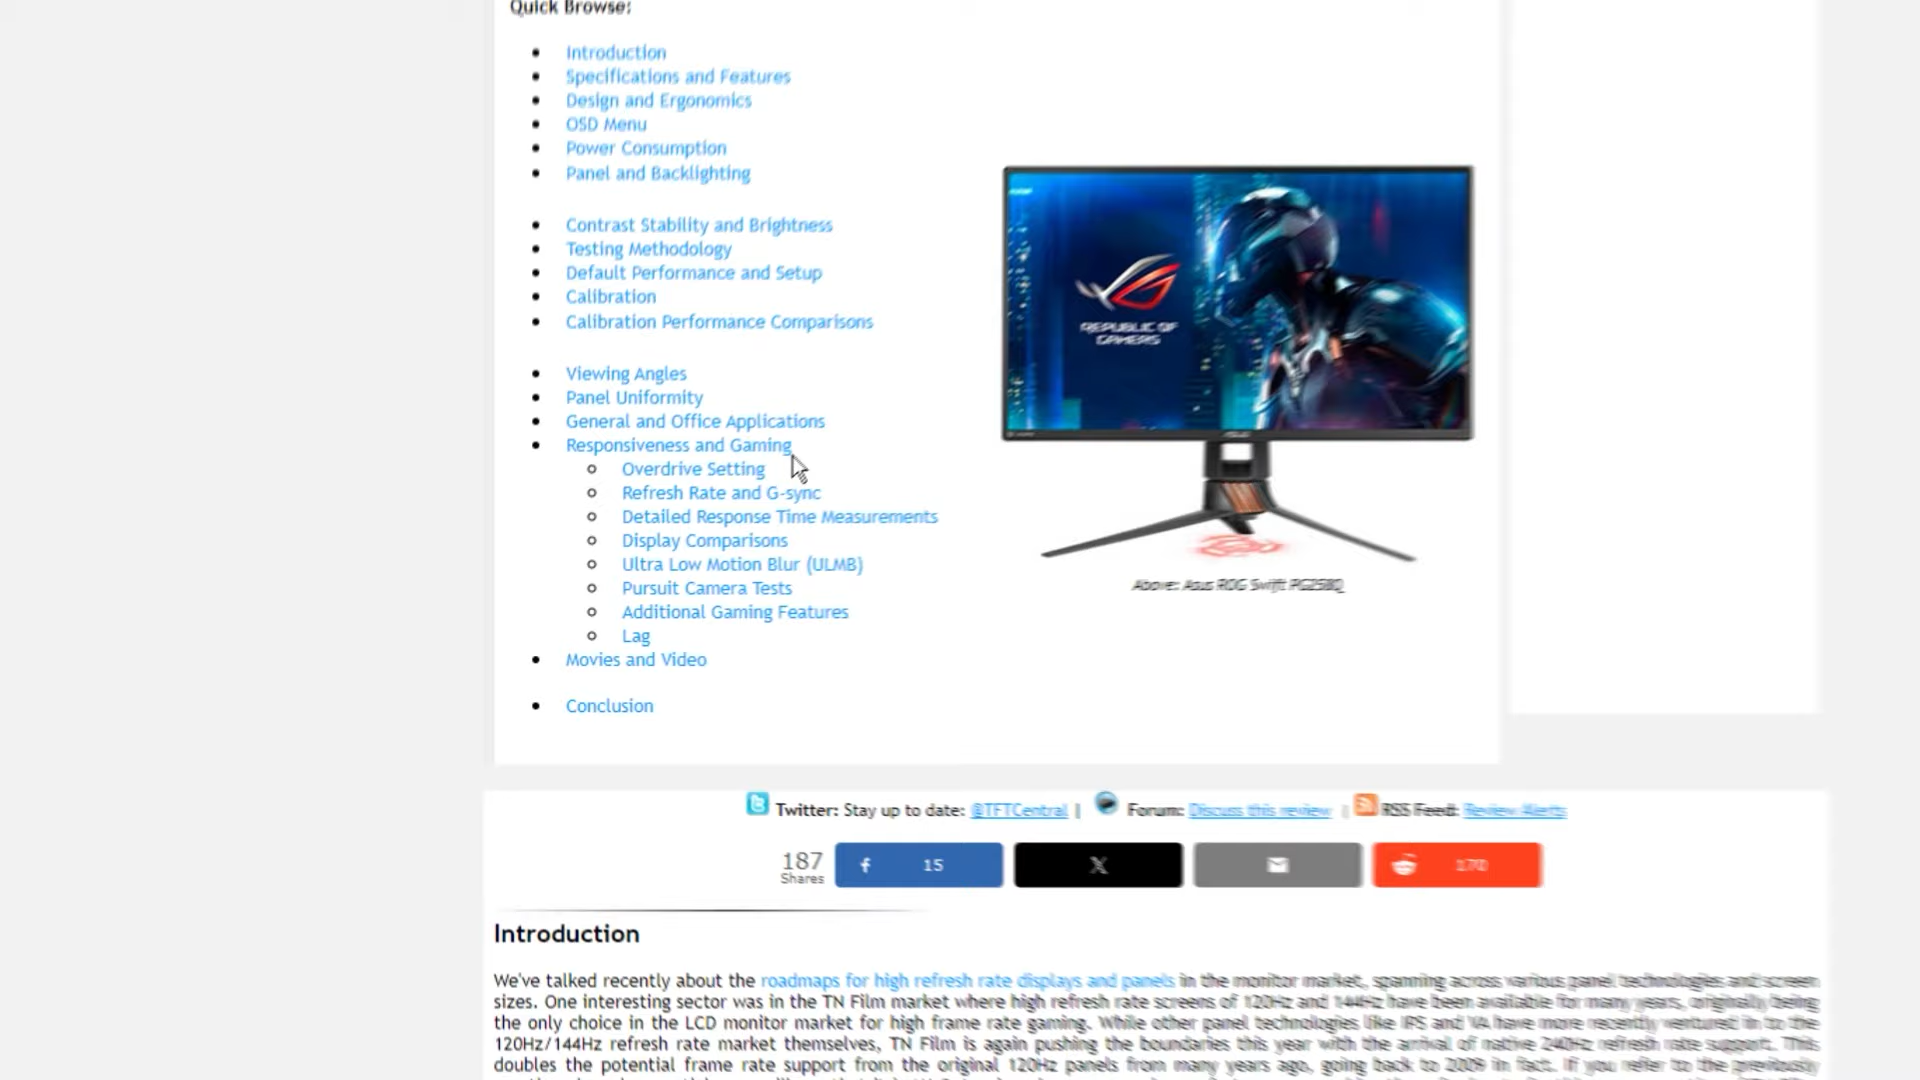 Quick Browse:
Introduction
Specifications and Features
Design and Ergonomics
OSD Menu
Power Consumption
Panel and Backlighting
Contrast Stability and Brightness
Testing Methodology
Default Performance and Setup
Calibration
Calibration Performance Comparisons
Viewing Angles
Panel Uniformity
General and Office Applications
Responsiveness and Gaming
Overdrive Setting
Refresh Rate and G-sync
Detailed Response Time Measurements
Display Comparisons
Ultra Low Motion Blur (ULMB)
Pursuit Camera Tests
Additional Gaming Features
Lag
Movies and Video
Conclusion
REPUBLIC OF
GAMERS
Above: Asus ROG Swift PG258Q
Twitter: Stay up to date: @TFTCentral | Forum: Discuss this review | RSS Feed: Review Alerts
187
Shares
15
170
Introduction
We've talked recently about the roadmaps for high refresh rate displays and panels in the monitor market, spanning across various panel technologies and screen
sizes. One interesting sector was in the TN Film market where high refresh rate screens of 120Hz and 144Hz have been available for many years, originally being
the only choice in the LCD monitor market for high frame rate gaming. While other panel technologies like IPS and VA have more recently ventured in to the
120Hz/144Hz refresh rate market themselves, TN Film is again pushing the boundaries this year with the arrival of native 240Hz refresh rate support. This
doubles the potential frame rate support from the original 120Hz panels from many years ago, going back to 2009 in fact. If you refer to the previously